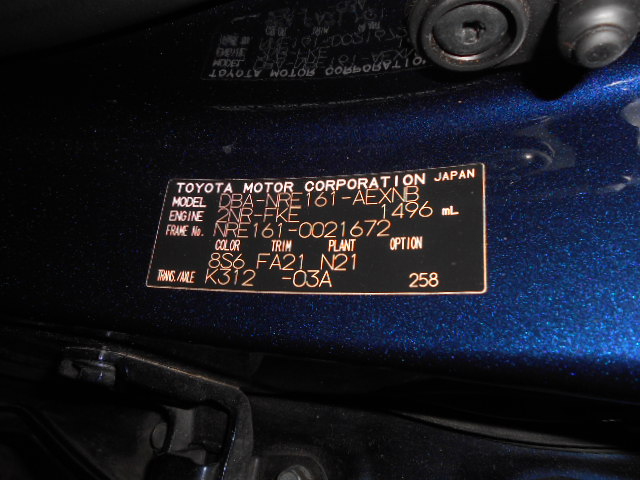 TOYOTA MOTOR CORPORATION JAPAN
MODEL DBA-NRE161-AEXNB
ENGINE 2NR-FKE 1496 mL
FRAME No. NRE161-0021672
COLOR TRIM PLANT OPTION
8S6 FA21 N21
TRANS./AXLE K312 -03A 258